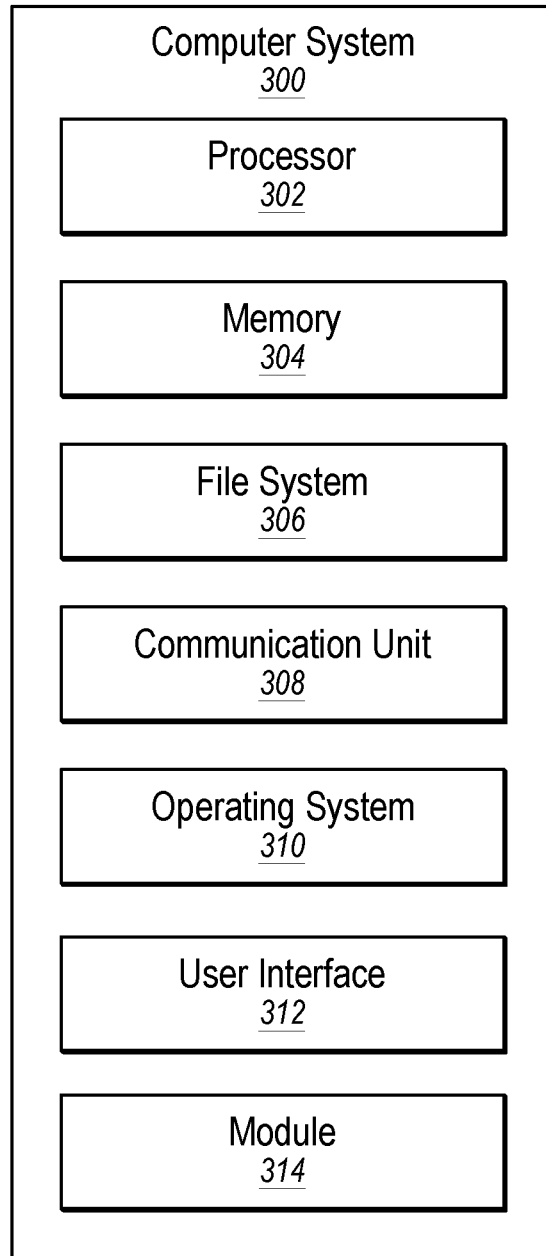 Computer System
300
Processor
302
Memory
304
File System
306
Communication Unit
308
Operating System
310
User Interface
312
Module
314